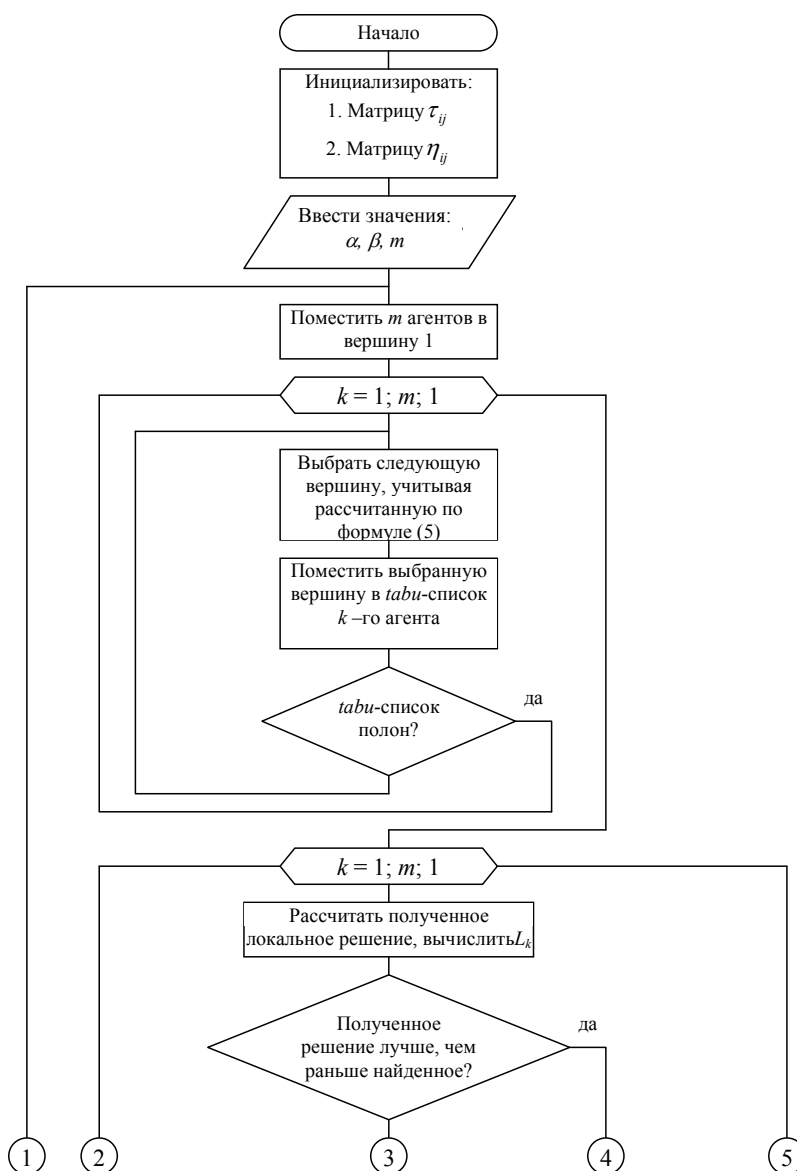 Начало
Инициализировать:
1. Матрицу τij
2. Матрицу ηij
Ввести значения:
α, β, m
Поместить m агентов в
вершину 1
k = 1; m; 1
Выбрать следующую
вершину, учитывая
рассчитанную по
формуле (5)
Поместить выбранную
вершину в tabu-список
k –го агента
tabu-список
полон?
да
k = 1; m; 1
Рассчитать полученное
локальное решение, вычислитьLk
Полученное
решение лучше, чем
раньше найденное?
да
1 2 3 4 5